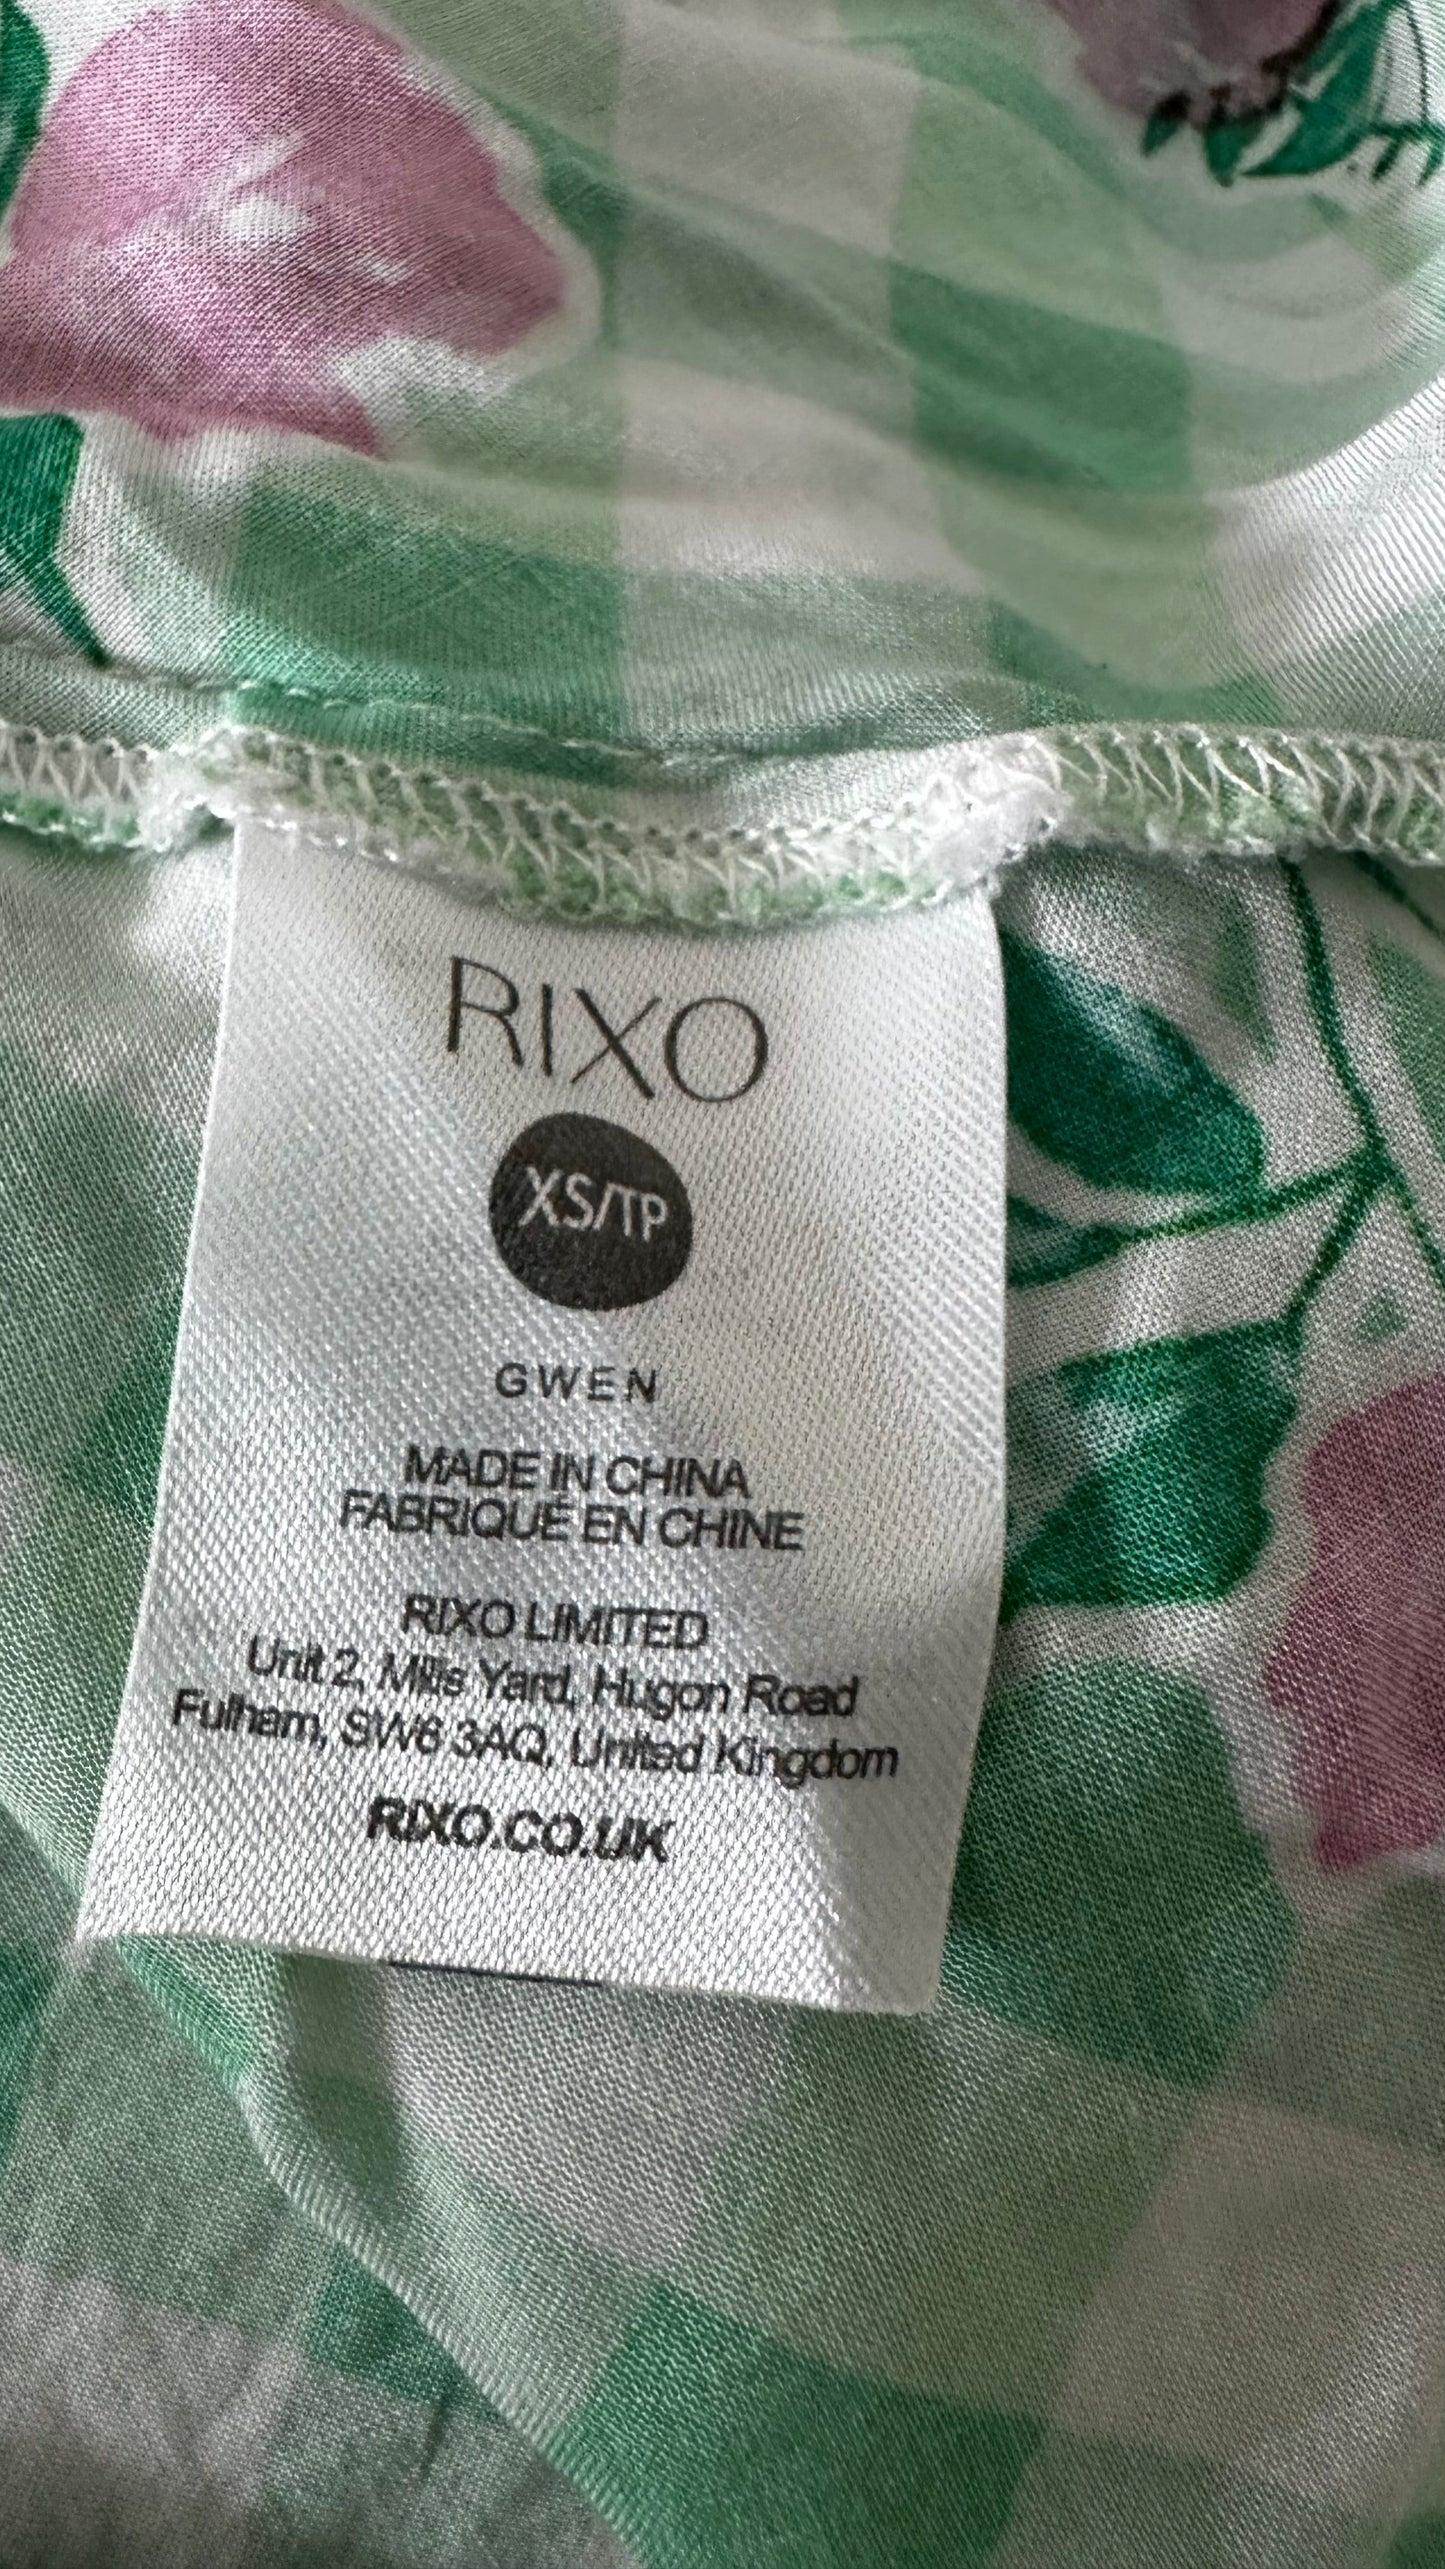 RIXO
XS/TP
GWEN
MADE IN CHINA
FABRIQUÉ EN CHINE
RIXO LIMITED
Unit 2, Mills Yard, Hugon Road
Fulham, SW6 3AQ, United Kingdom
RIXO.CO.UK